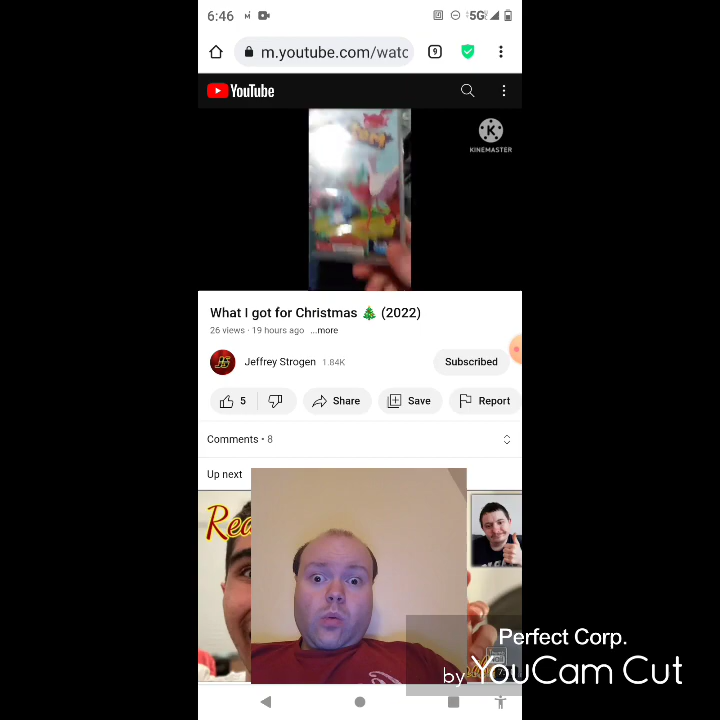 6:46 5G
9
m.youtube.com/watc
YouTube
K
KINEMASTER
What I got for Christmas 🎄 (2022)
26 views · 19 hours ago ...more
JS
Jeffrey Strogen 1.84K
Subscribed
5
Share
Save
Report
Comments • 8
Up next
Rea
Perfect Corp.
by YouCam Cut